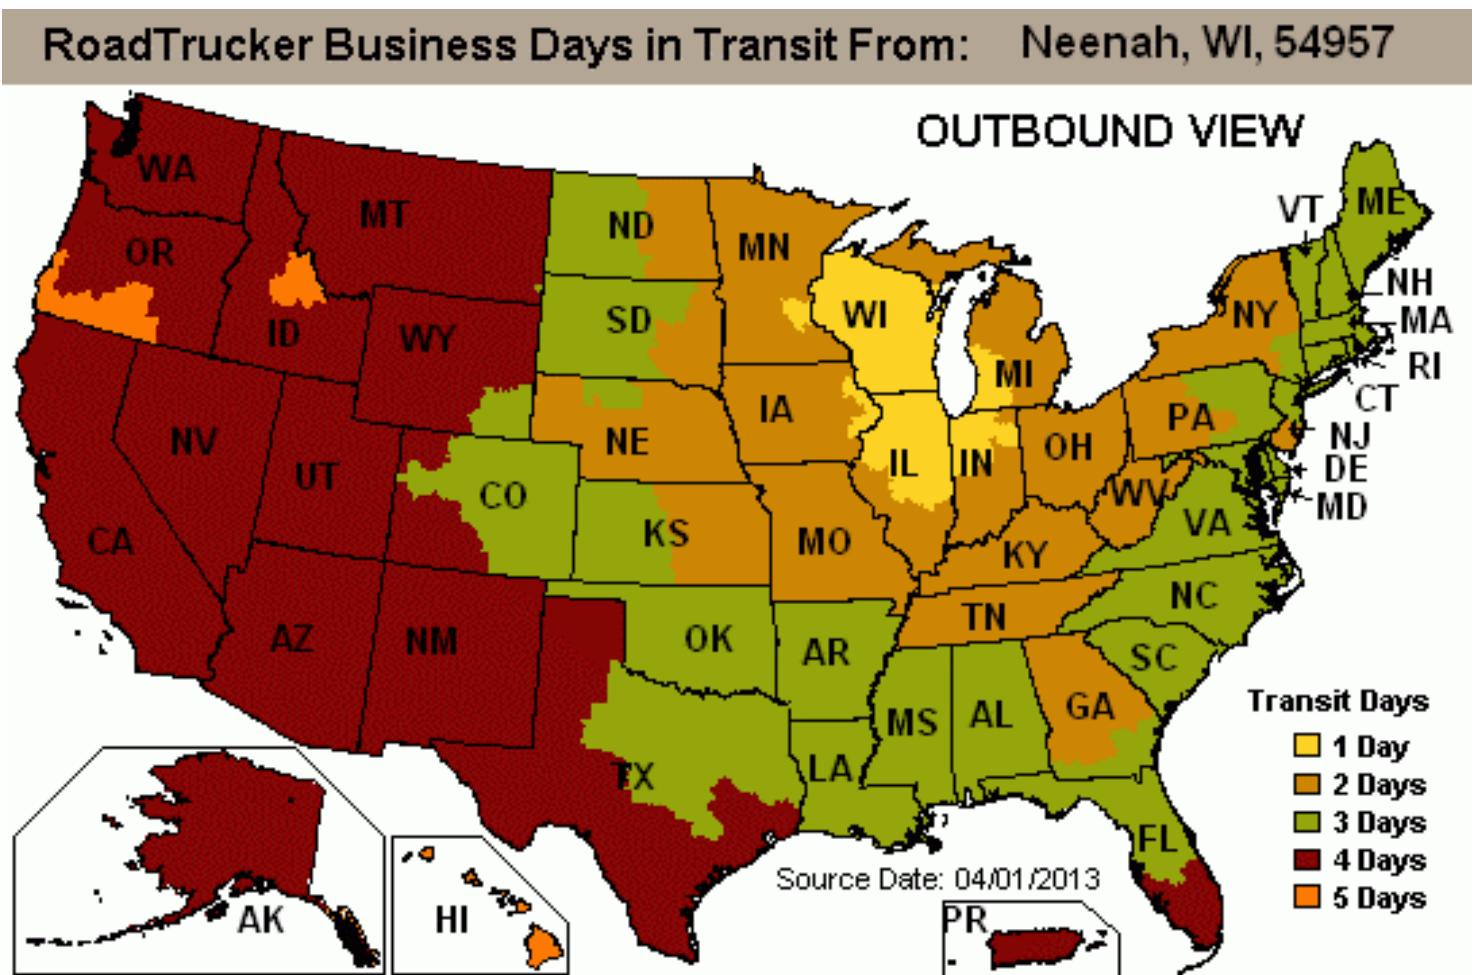 RoadTrucker Business Days in Transit From: Neenah, WI, 54957
OUTBOUND VIEW
WA
MT
ND
MN
VT
ME
OR
NH
ID
WY
SD
WI
MI
NY
MA
RI
CT
NV
UT
NE
IA
PA
NJ
CO
IL
IN
OH
DE
WV
MD
CA
KS
MO
KY
VA
AZ
NM
OK
AR
TN
NC
SC
MS
AL
GA
TX
LA
FL
Transit Days
1 Day
2 Days
3 Days
4 Days
5 Days
Source Date: 04/01/2013
AK
HI
PR